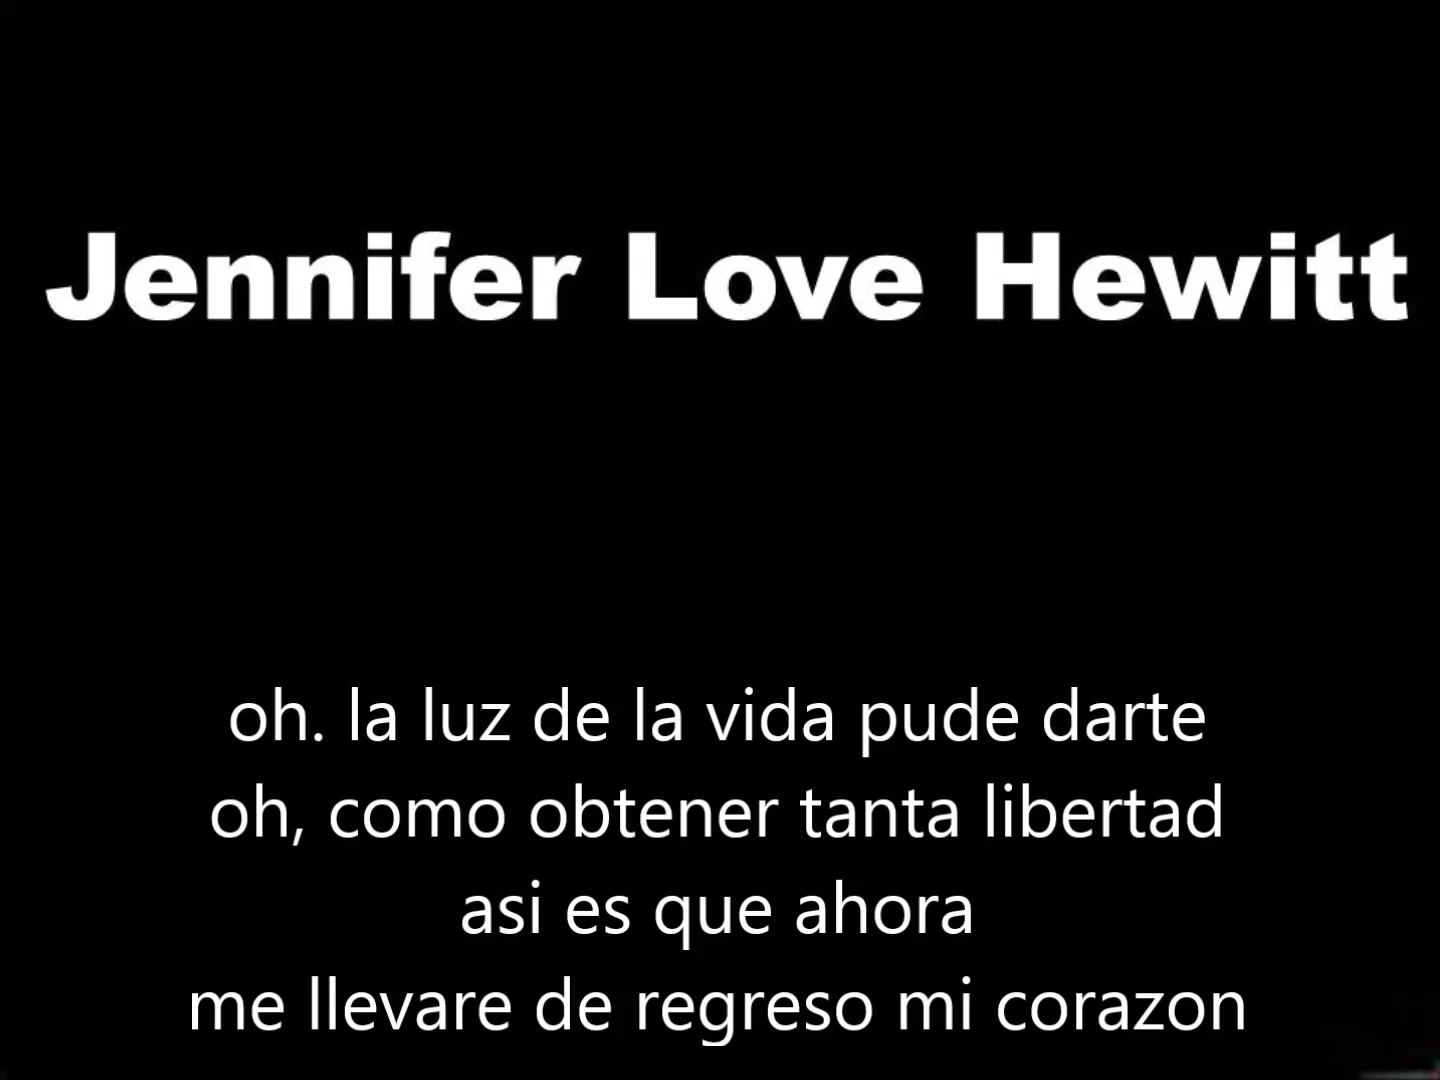 Jennifer Love Hewitt
oh. la luz de la vida pude darte
oh, como obtener tanta libertad
asi es que ahora
me llevare de regreso mi corazon